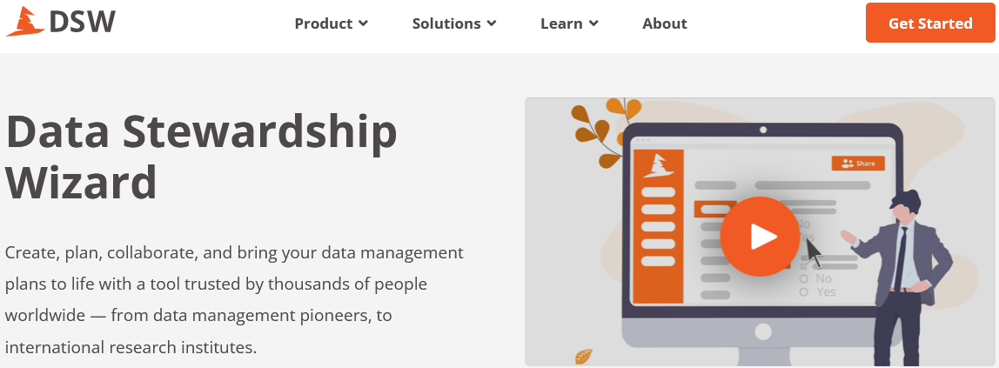 DSW
Product
Solutions
Learn
About
Get Started
Data Stewardship
Wizard
Create, plan, collaborate, and bring your data management
plans to life with a tool trusted by thousands of people
worldwide — from data management pioneers, to
international research institutes.
Share
No
Yes
No
Yes